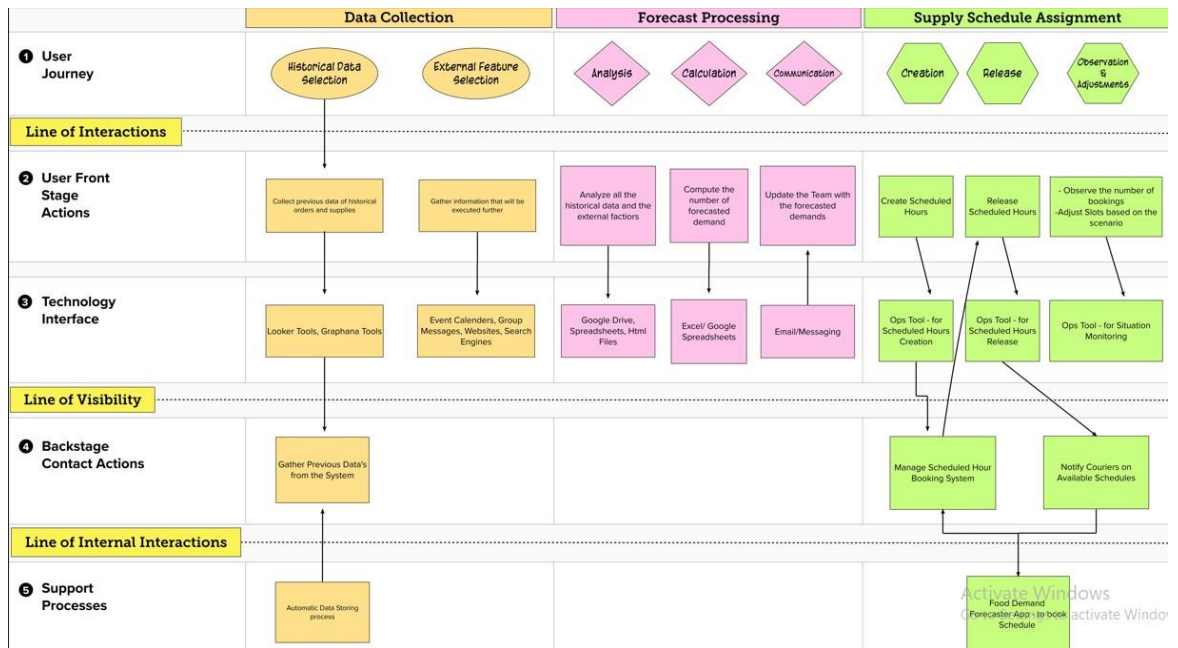 Data Collection
Forecast Processing
Supply Schedule Assignment
1 User
Journey
Historical Data
Selection
External Feature
Selection
Analysis
Calculation
Communication
Creation
Release
Observation
&
Adjustments
Line of Interactions
2 User Front
Stage
Actions
Collect previous data of historical
orders and supplies
Gather information that will be
executed further
Analyze all the
historical data and the
external factiors
Compute the
number of
forecasted
demand
Update the Team with
the forecasted
demands
Create Scheduled
Hours
Release
Scheduled Hours
- Observe the number of
bookings
-Adjust Slots based on the
scenario
3 Technology
Interface
Looker Tools, Graphana Tools
Event Calenders, Group
Messages, Websites, Search
Engines
Google Drive,
Spreadsheets, Html
Files
Excel/ Google
Spreadsheets
Email/Messaging
Ops Tool - for
Scheduled Hours
Creation
Ops Tool - for
Scheduled Hours
Release
Ops Tool - for Situation
Monitoring
Line of Visibility
4 Backstage
Contact Actions
Gather Previous Data's
from the System
Manage Scheduled Hour
Booking System
Notify Couriers on
Available Schedules
Line of Internal Interactions
5 Support
Processes
Automatic Data Storing
process
Food Demand
Forecaster App - to book
Schedule
Activate Windows
to activate Windo